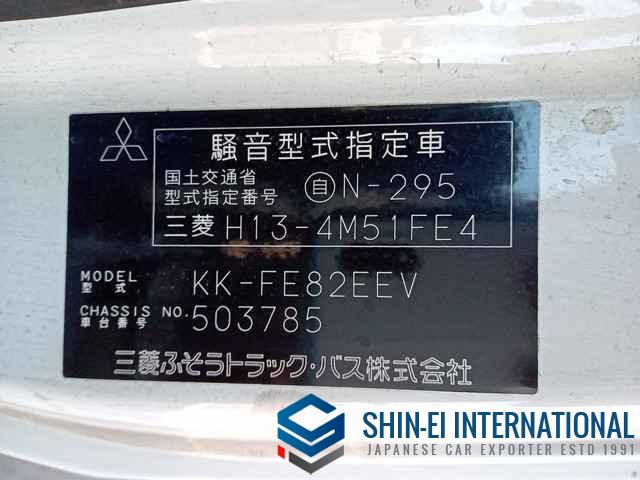 騒音型式指定車
国土交通省
型式指定番号
自N-295
三菱 H13-4M51FE4
MODEL
型式
KK-FE82EEV
CHASSIS NO.
車台番号
503785
三菱ふそうトラック・バス株式会社
SHIN-EI INTERNATIONAL
JAPANESE CAR EXPORTER ESTD 1991